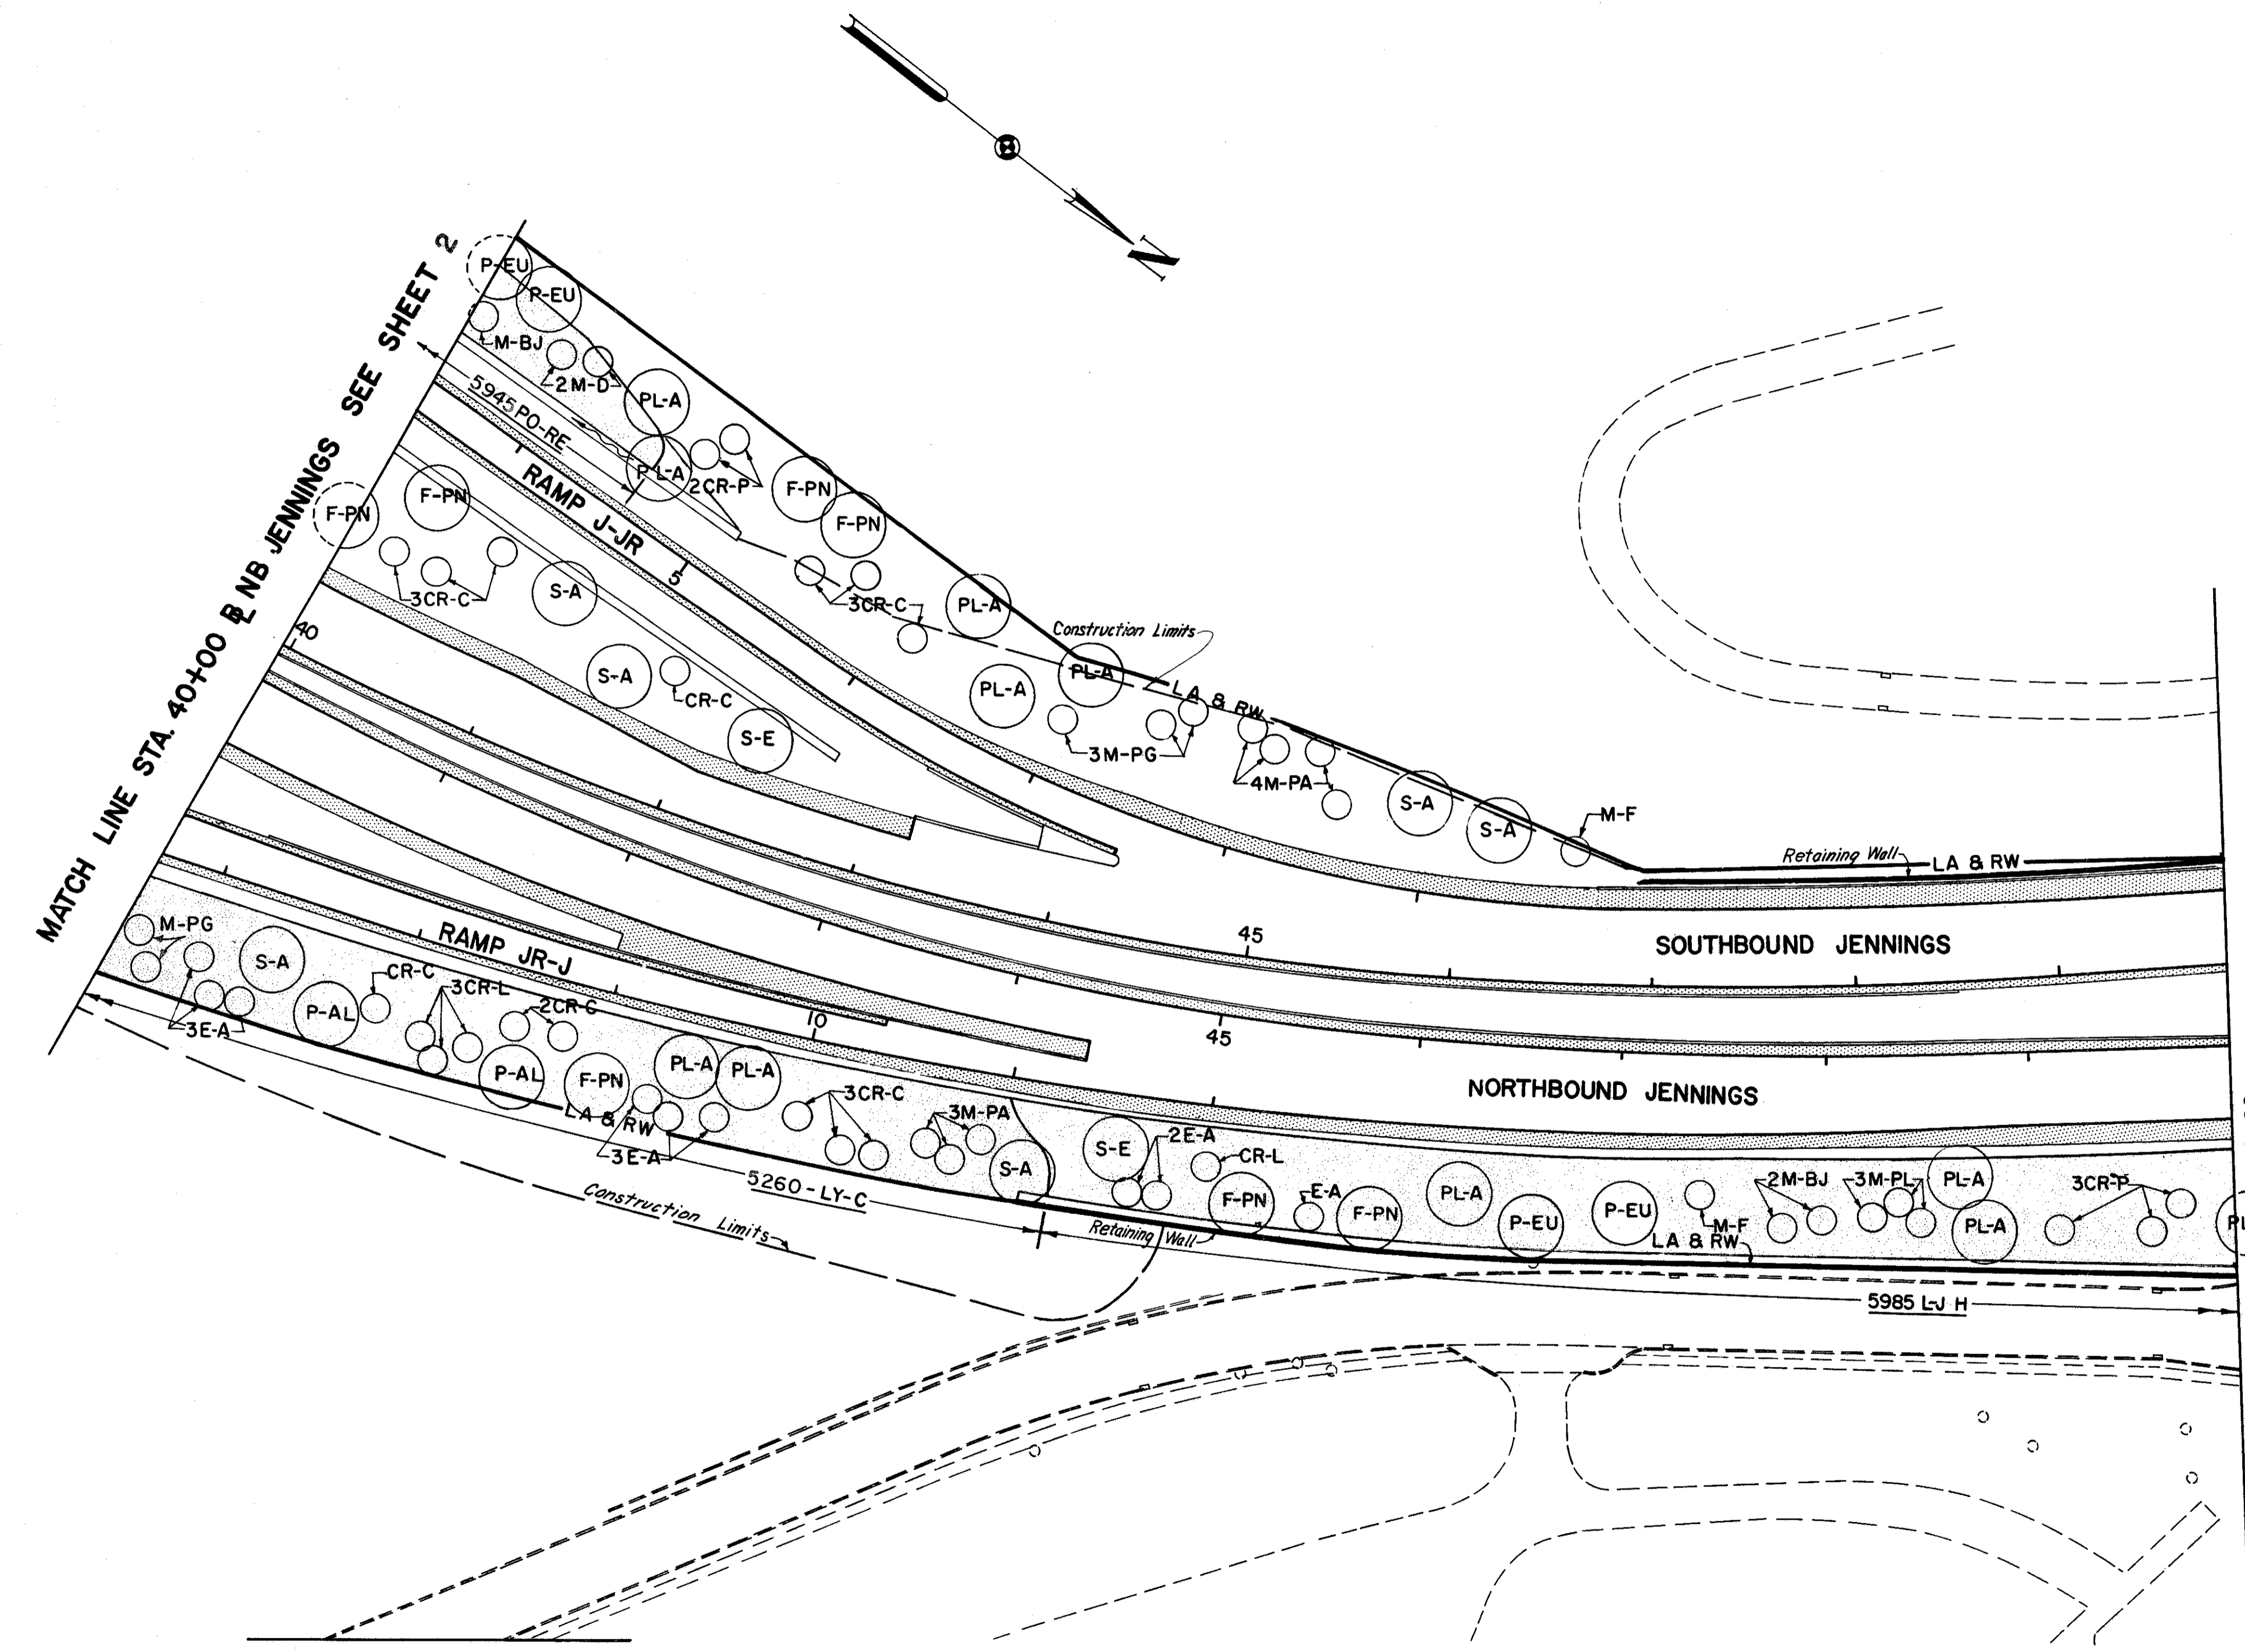 N
MATCH LINE STA. 40+00 BL NB JENNINGS SEE SHEET 2
P-EU
P-EU
M-BJ
2M-D
PL-A
5945 PO-RE
PL-A
2CR-P
F-PN
F-PN
RAMP J-JR
5
F-PN
F-PN
3CR-C
S-A
3CR-C
PL-A
Construction Limits
PL-A
LA & RW
PL-A
S-A
CR-C
S-E
3M-PG
4M-PA
S-A
S-A
M-F
Retaining Wall
LA & RW
40
45
SOUTHBOUND JENNINGS
M-PG
S-A
RAMP JR-J
CR-C
3CR-L
2CR-C
3E-A
P-AL
10
45
P-AL
F-PN
PL-A
PL-A
NORTHBOUND JENNINGS
LA & RW
3E-A
3CR-C
3M-PA
S-A
S-E
2E-A
CR-L
F-PN
E-A
F-PN
PL-A
P-EU
P-EU
M-F
LA & RW
2M-BJ
3M-PL
PL-A
PL-A
3CR-P
PL
5260-LY-C
Construction Limits
Retaining Wall
5985 L-J H